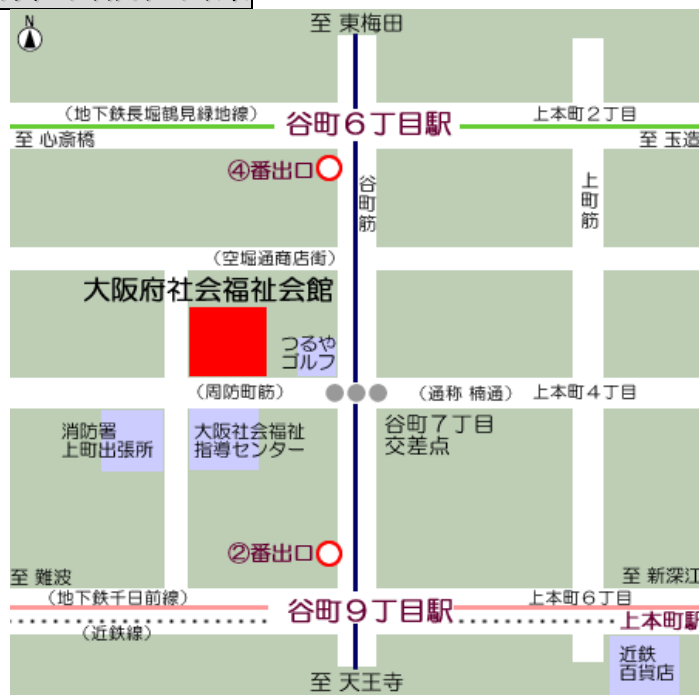 N
至 東梅田
（地下鉄長堀鶴見緑地線）
谷町６丁目駅
上本町２丁目
至 心斎橋
至 玉造
④番出口
谷町筋
上町筋
（空堀通商店街）
大阪府社会福祉会館
つるや
ゴルフ
（周防町筋）
（通称 楠通）
上本町４丁目
消防署
上町出張所
大阪社会福祉
指導センター
谷町７丁目
交差点
②番出口
至 難波
至 新深江
（地下鉄千日前線）
谷町９丁目駅
上本町６丁目
（近鉄線）
上本町駅
至 天王寺
近鉄
百貨店